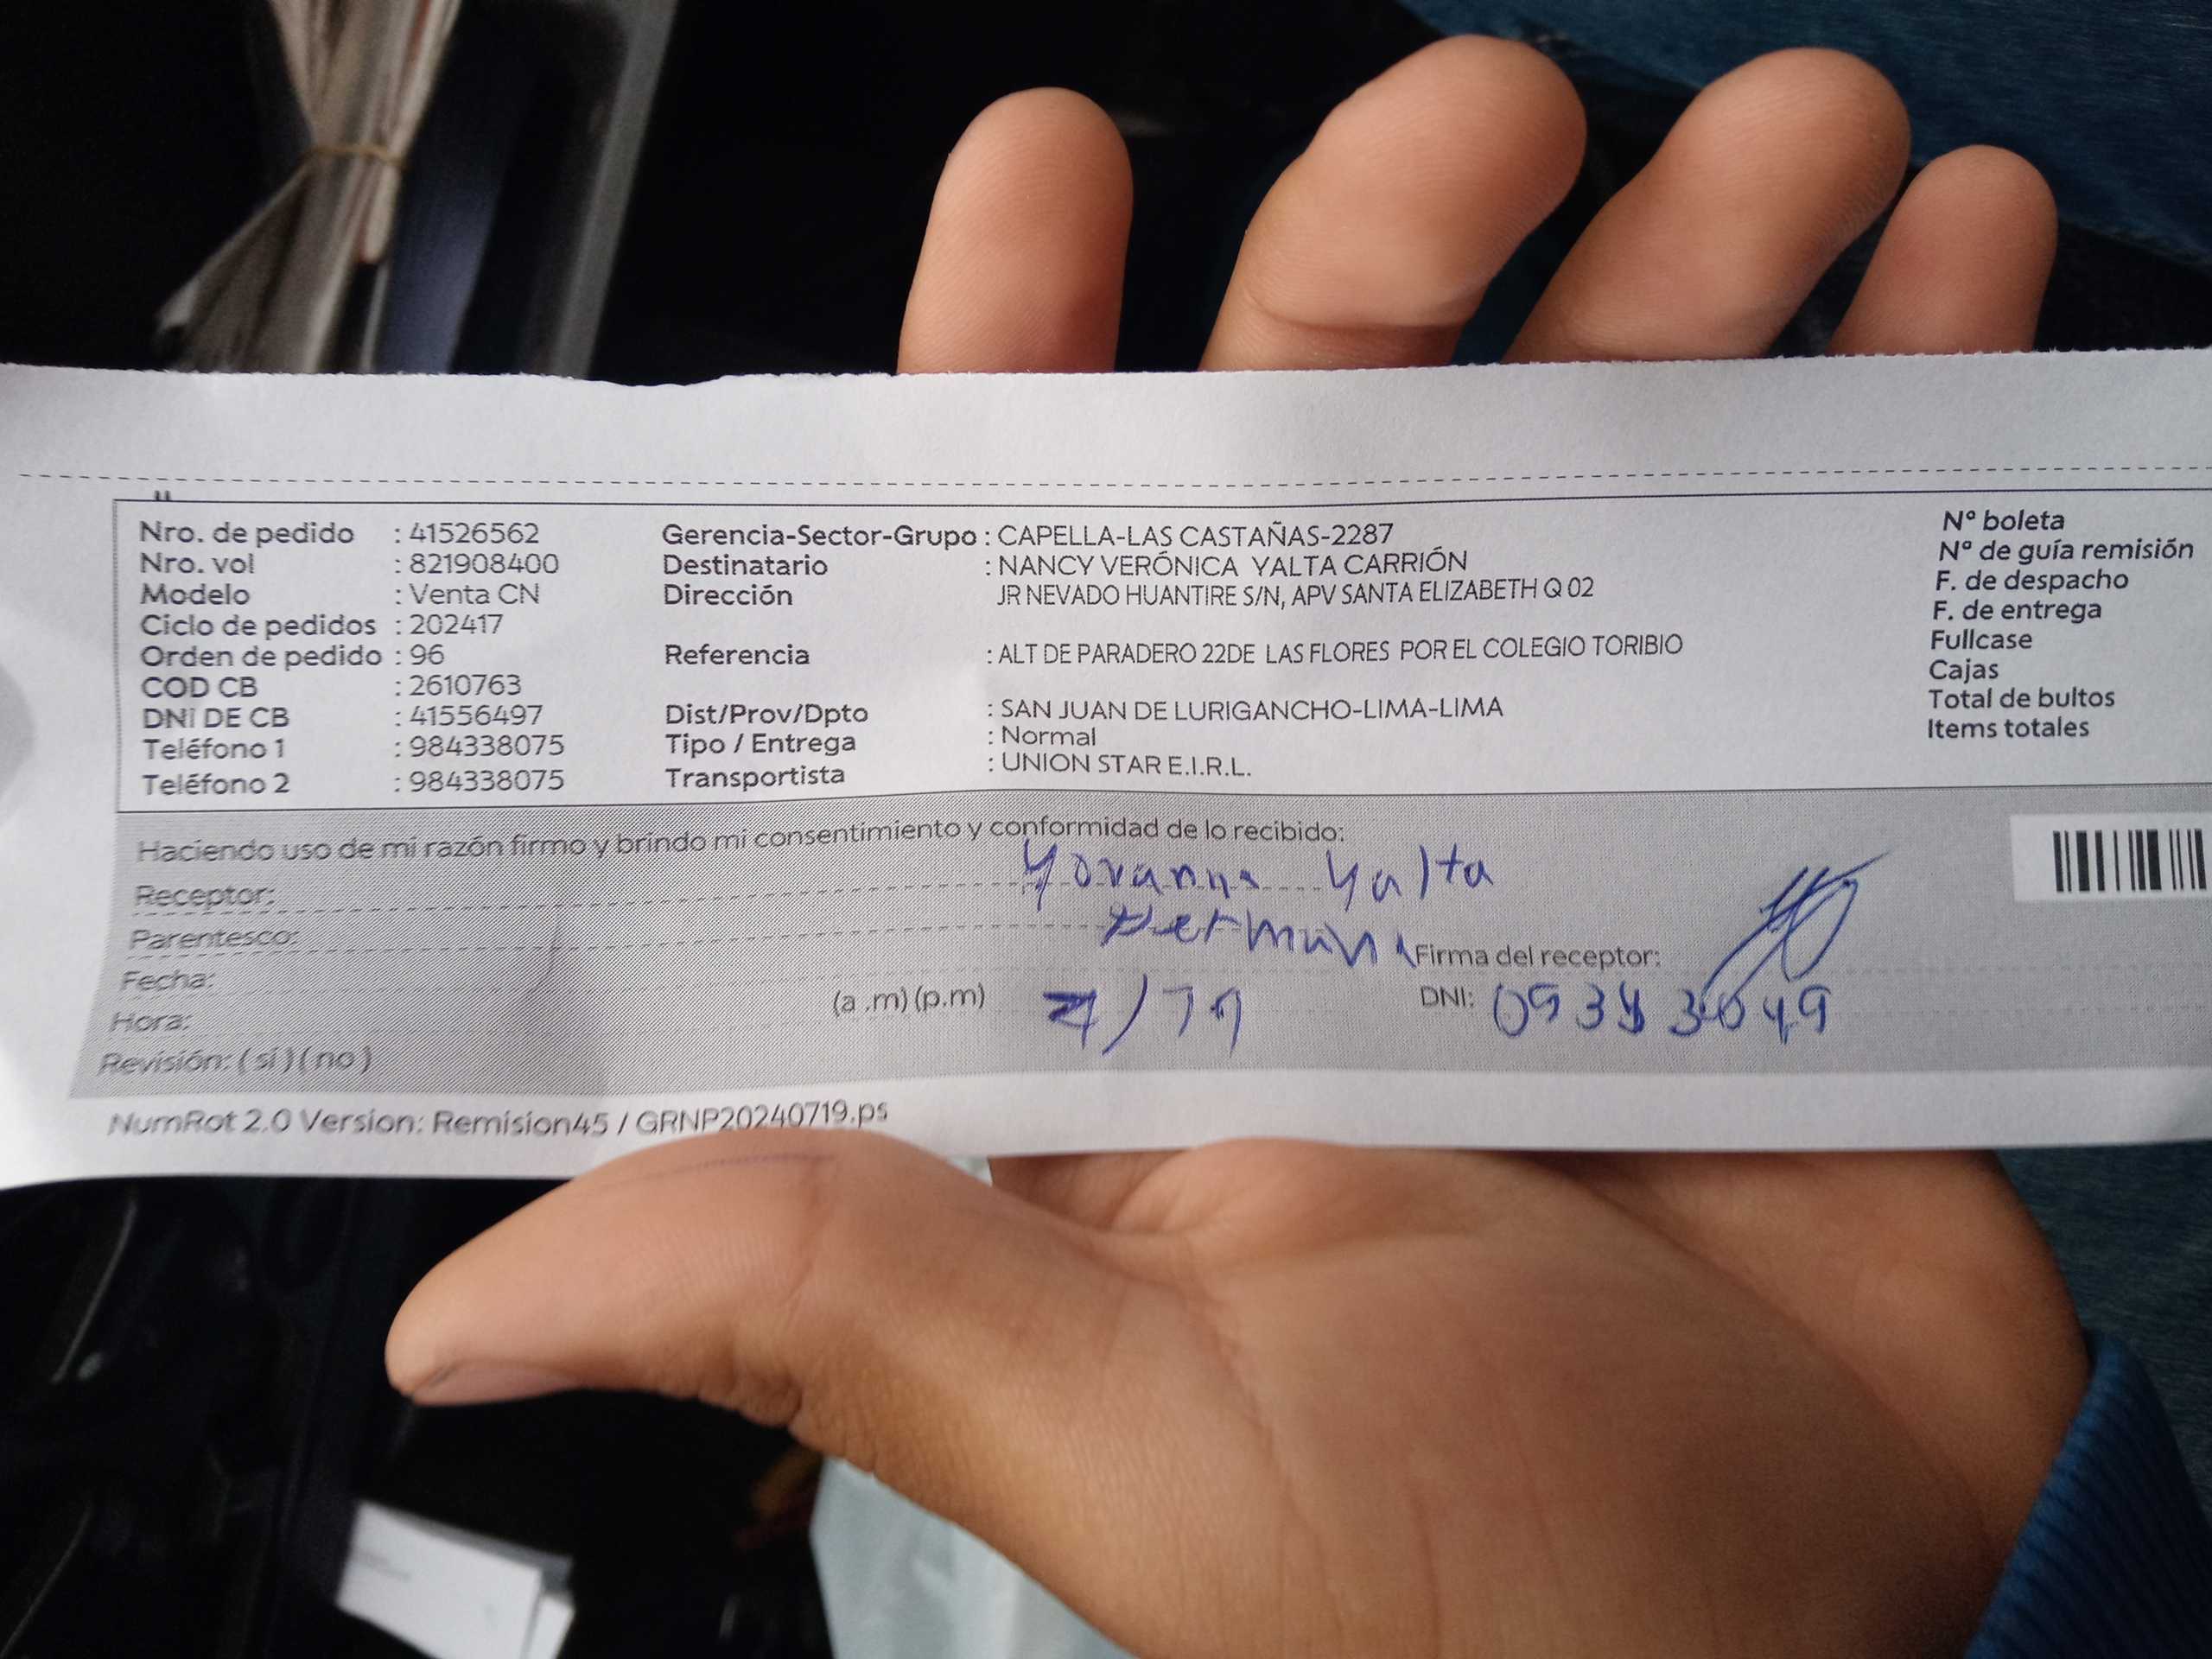 Nro. de pedido : 41526562
Nro. vol : 821908400
Modelo : Venta CN
Ciclo de pedidos : 202417
Orden de pedido : 96
COD CB : 2610763
DNI DE CB : 41556497
Teléfono 1 : 984338075
Teléfono 2 : 984338075
Gerencia-Sector-Grupo : CAPELLA-LAS CASTAÑAS-2287
Destinatario : NANCY VERÓNICA YALTA CARRIÓN
Dirección JR NEVADO HUANTIRE S/N, APV SANTA ELIZABETH Q 02
Referencia : ALT DE PARADERO 22DE LAS FLORES POR EL COLEGIO TORIBIO
Dist/Prov/Dpto : SAN JUAN DE LURIGANCHO-LIMA-LIMA
Tipo / Entrega : Normal
Transportista : UNION STAR E.I.R.L.
Nº boleta
Nº de guía remisión
F. de despacho
F. de entrega
Fullcase
Cajas
Total de bultos
Items totales
Haciendo uso de mi razón firmo y brindo mi consentimiento y conformidad de lo recibido:
Receptor: Yovanna Yalta
Parentesco: Hermana
Fecha:
Firma del receptor:
Hora: (a .m) (p.m)
DNI:
Revisión: ( si ) ( no )
NumRot 2.0 Version: Remision45 / GRNP20240719.ps